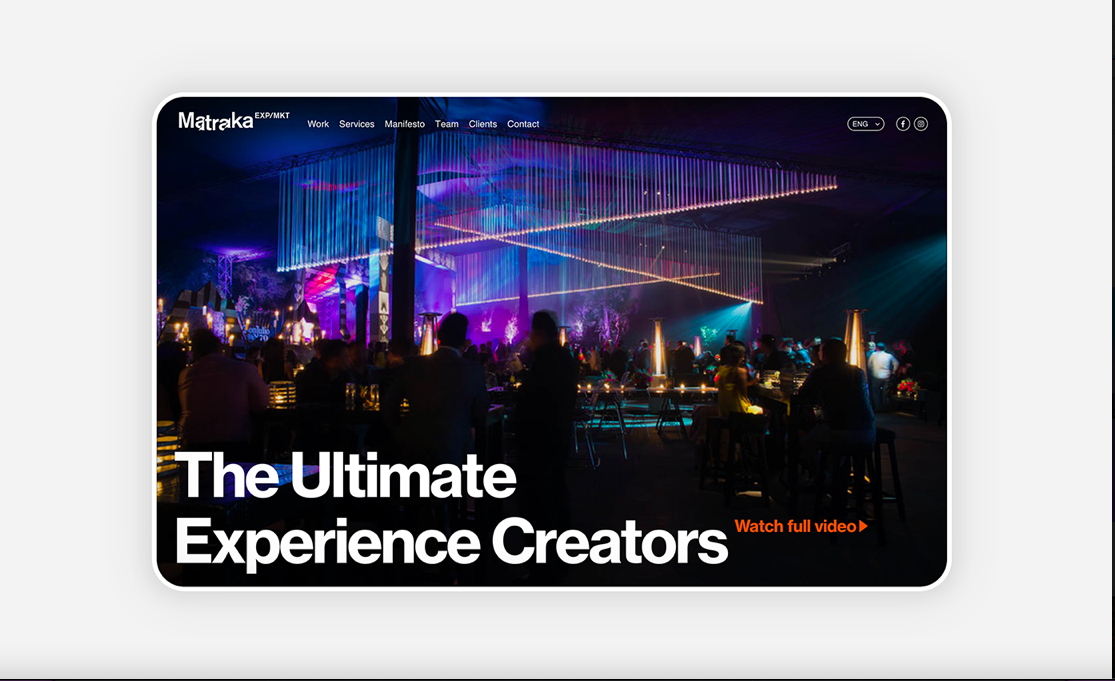 Matraka EXP/MKT
Work Services Manifesto Team Clients Contact
ENG
The Ultimate
Experience Creators
Watch full video